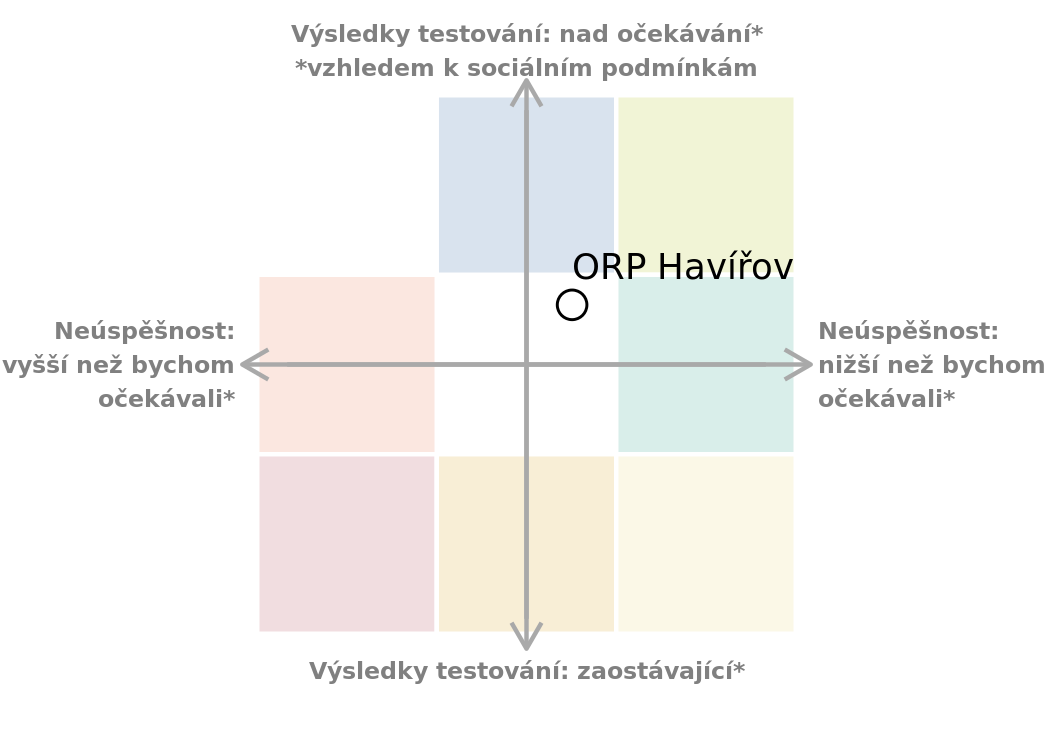 Výsledky testování: nad očekávání*
*vzhledem k sociálním podmínkám
ORP Havířov
Neúspěšnost:
vyšší než bychom
očekávali*
Neúspěšnost:
nižší než bychom
očekávali*
Výsledky testování: zaostávající*